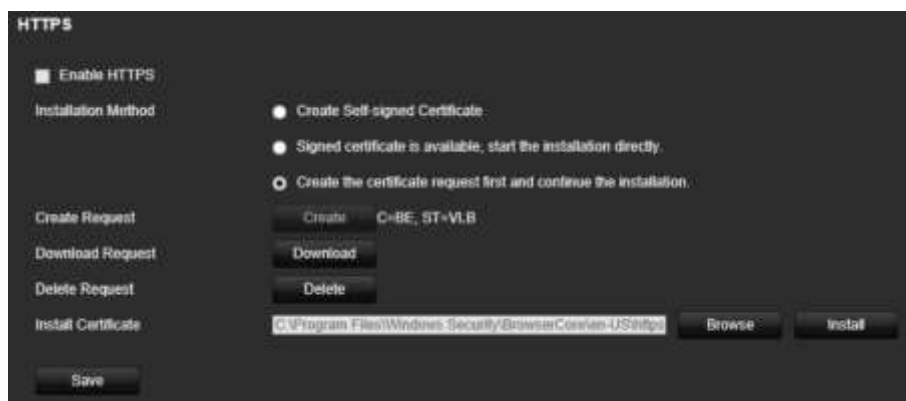 HTTPS
Enable HTTPS
Installation Method
Create Self-signed Certificate
Signed certificate is available, start the installation directly.
Create the certificate request first and continue the installation.
Create Request Create C=BE, ST=VLB
Download Request Download
Delete Request Delete
Install Certificate C:\Program Files\Windows Security\BrowserCore\en-US\https Browse Install
Save